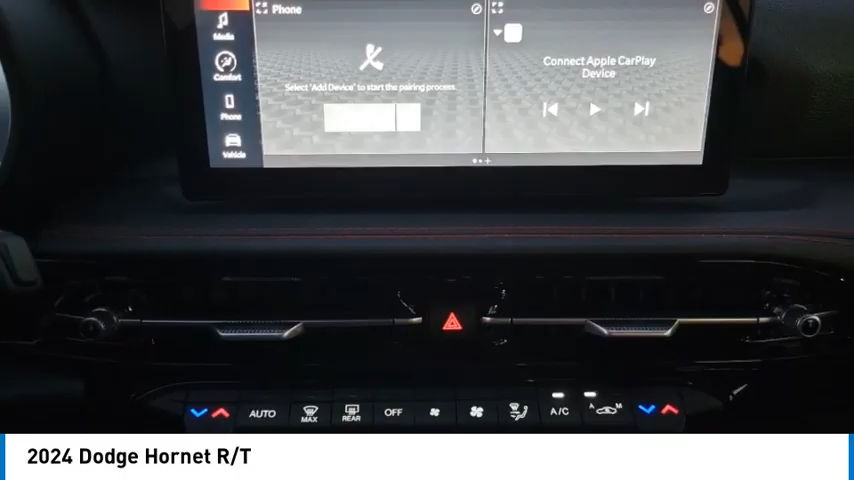 Phone
Media
Comfort
Phone
Vehicle
Select 'Add Device' to start the pairing process
Connect Apple CarPlay
Device
AUTO
MAX
REAR
OFF
A/C
A M
2024 Dodge Hornet R/T